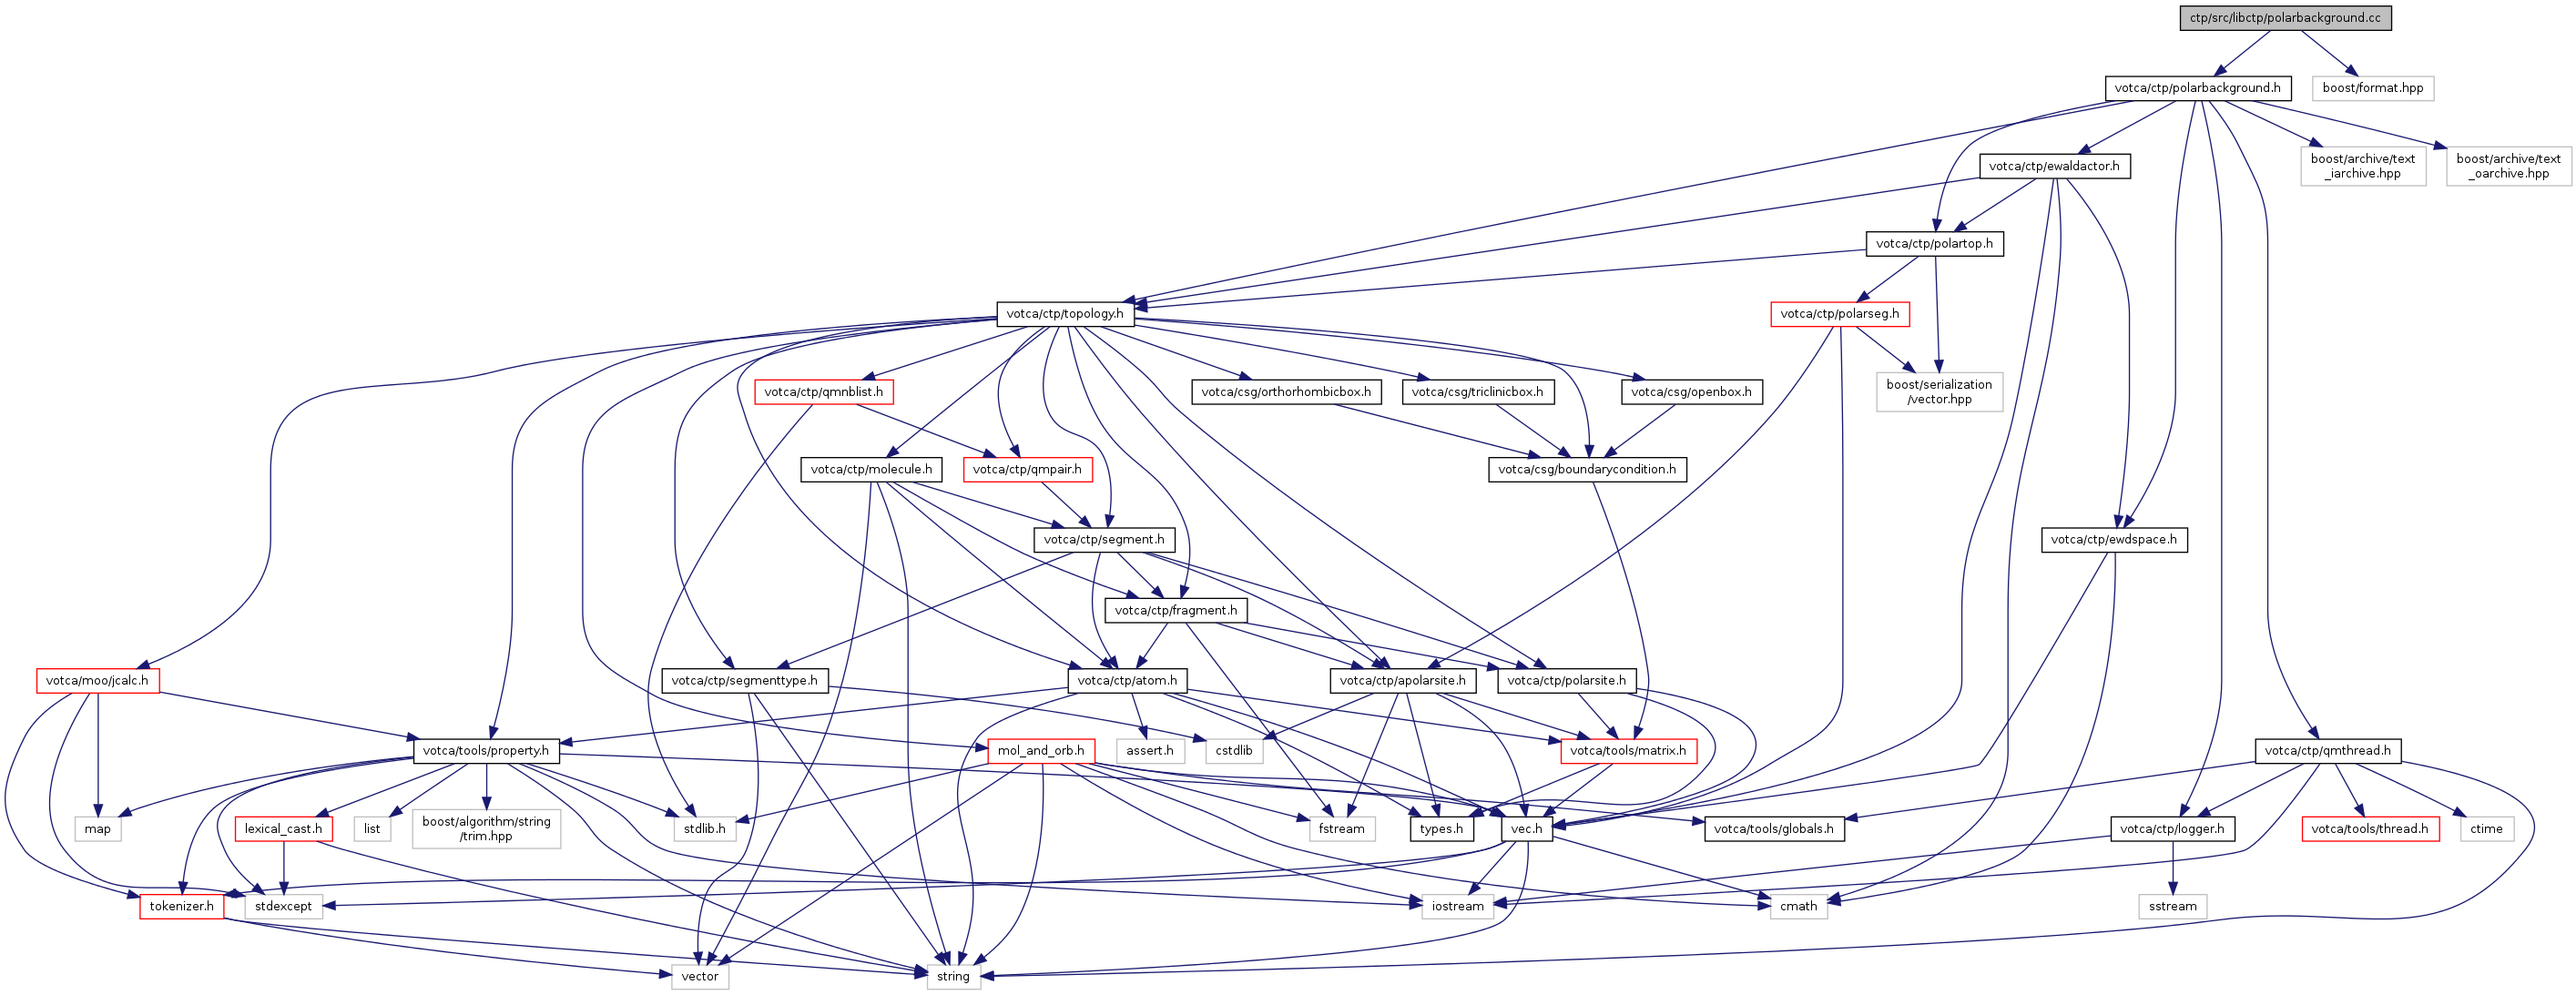 ctp/src/libctp/polarbackground.cc
votca/ctp/polarbackground.h
boost/format.hpp
votca/ctp/ewaldactor.h
boost/archive/text
_iarchive.hpp
boost/archive/text
_oarchive.hpp
votca/ctp/polartop.h
votca/ctp/topology.h
votca/ctp/polarseg.h
votca/ctp/qmnblist.h
votca/csg/orthorhombicbox.h
votca/csg/triclinicbox.h
votca/csg/openbox.h
boost/serialization
/vector.hpp
votca/ctp/molecule.h
votca/ctp/qmpair.h
votca/csg/boundarycondition.h
votca/ctp/segment.h
votca/ctp/ewdspace.h
votca/ctp/fragment.h
votca/moo/jcalc.h
votca/ctp/segmenttype.h
votca/ctp/atom.h
votca/ctp/apolarsite.h
votca/ctp/polarsite.h
votca/tools/property.h
mol_and_orb.h
assert.h
cstdlib
votca/tools/matrix.h
votca/ctp/qmthread.h
map
lexical_cast.h
list
boost/algorithm/string
/trim.hpp
stdlib.h
fstream
types.h
vec.h
votca/tools/globals.h
votca/ctp/logger.h
votca/tools/thread.h
ctime
tokenizer.h
stdexcept
iostream
cmath
sstream
vector
string